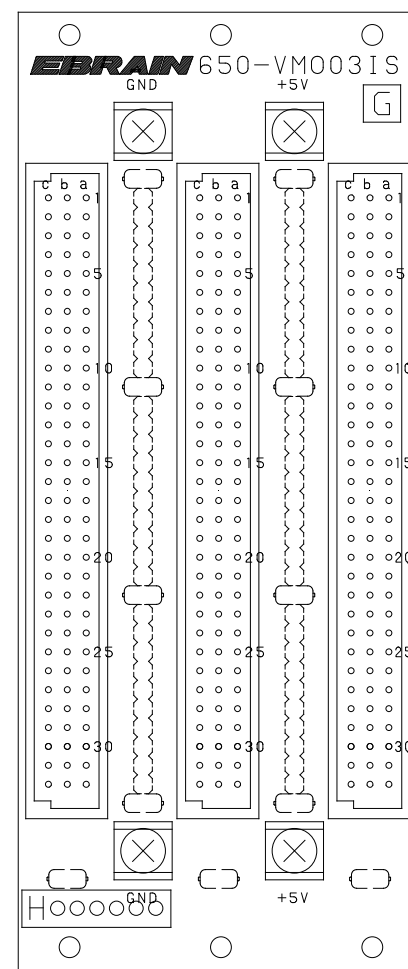 EBRAIN 650-VM003IS
GND +5V
G
c b a c b a c b a
1 1 1
5 5 5
10 10 10
15 15 15
20 20 20
25 25 25
30 30 30
GND +5V
H